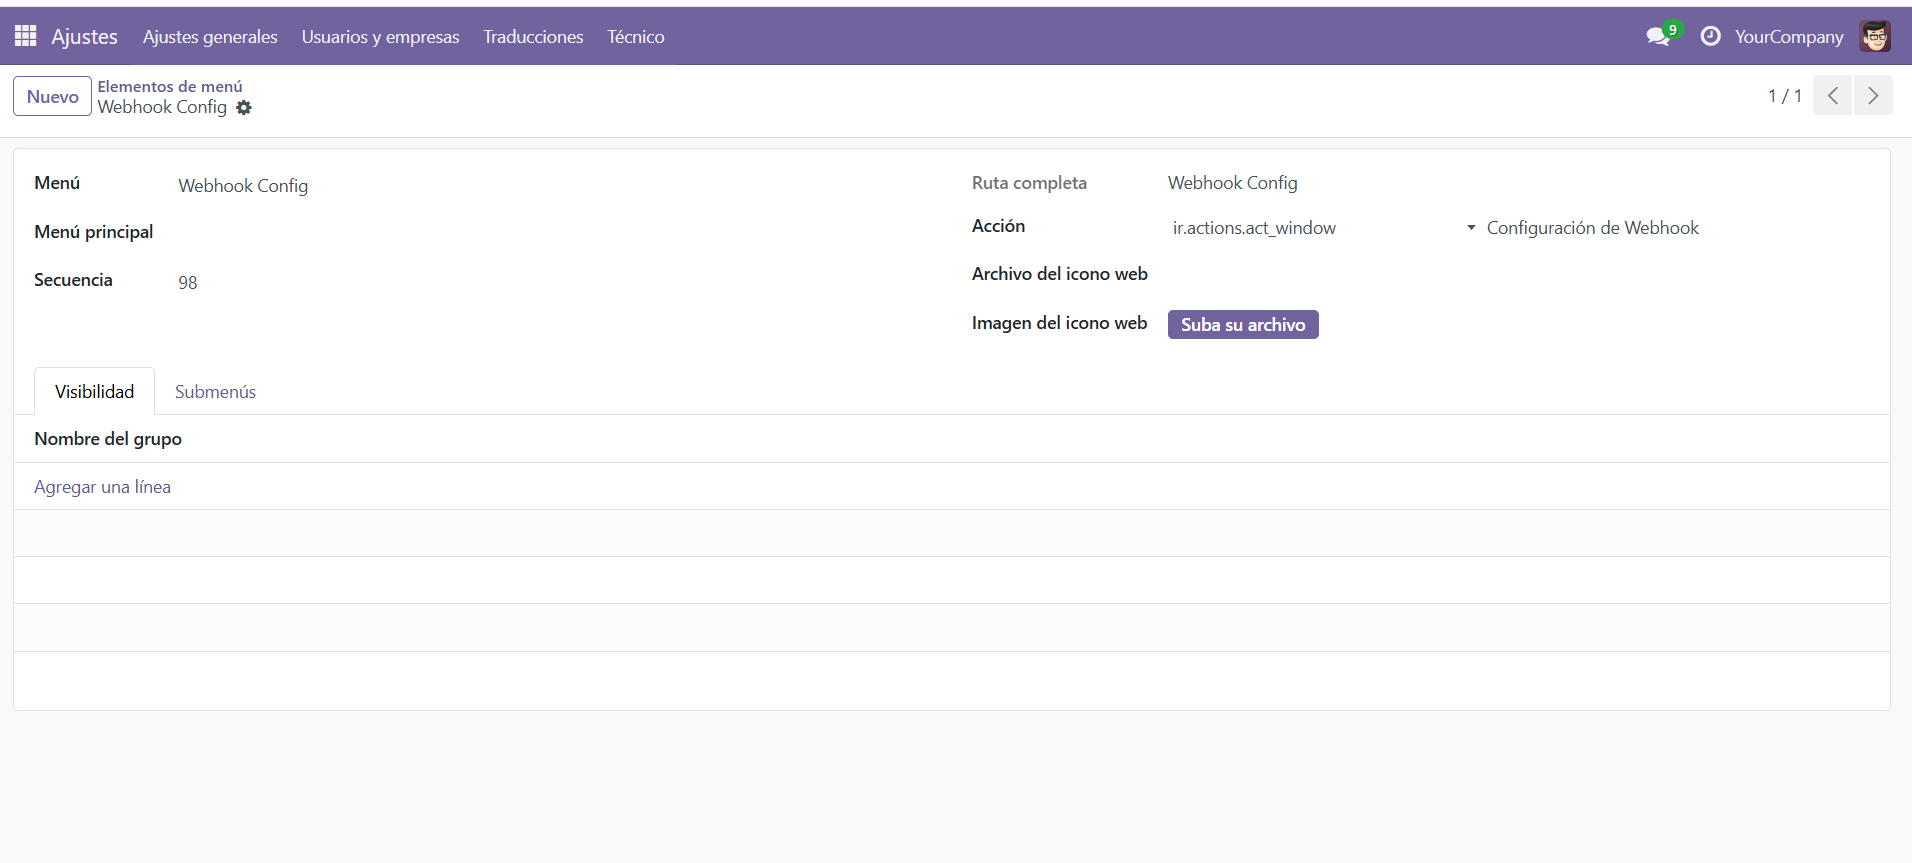 Ajustes Ajustes generales Usuarios y empresas Traducciones Técnico 9 YourCompany
Nuevo Elementos de menú
Webhook Config
1 / 1
Menú Webhook Config
Menú principal
Secuencia 98
Ruta completa Webhook Config
Acción ir.actions.act_window Configuración de Webhook
Archivo del icono web
Imagen del icono web Suba su archivo
Visibilidad Submenús
Nombre del grupo
Agregar una línea